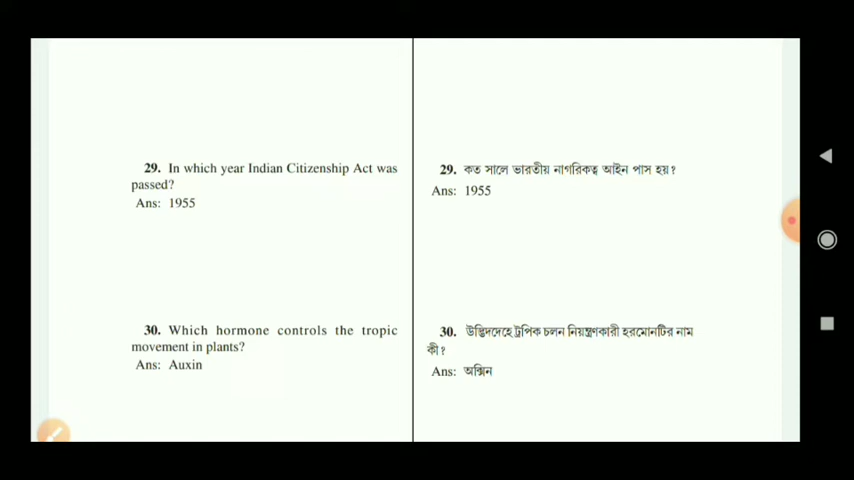 29. In which year Indian Citizenship Act was
passed?
Ans: 1955
30. Which hormone controls the tropic
movement in plants?
Ans: Auxin
29. কত সালে ভারতীয় নাগরিকত্ব আইন পাস হয়?
Ans: 1955
30. উদ্ভিদদেহে ট্রপিক চলন নিয়ন্ত্রণকারী হরমোনটির নাম
কী?
Ans: অক্সিন